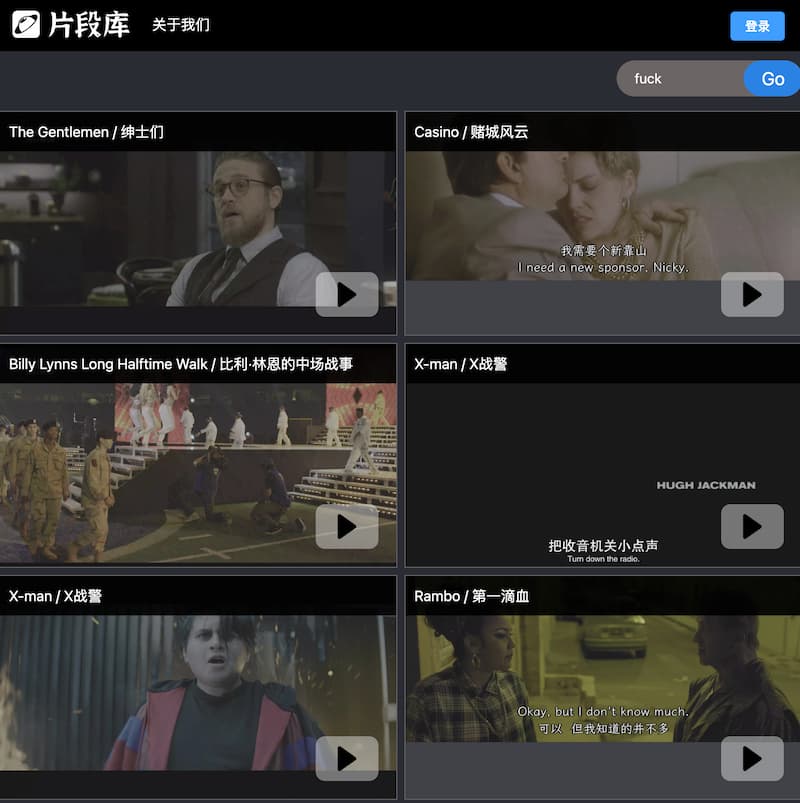 片段库
关于我们
登录
fuck
Go
The Gentlemen / 绅士们
Casino / 赌城风云
我需要个新靠山
I need a new sponsor, Nicky.
Billy Lynns Long Halftime Walk / 比利·林恩的中场战事
X-man / X战警
HUGH JACKMAN
把收音机关小点声
Turn down the radio.
X-man / X战警
Rambo / 第一滴血
Okay, but I don't know much.
可以 但我知道的并不多